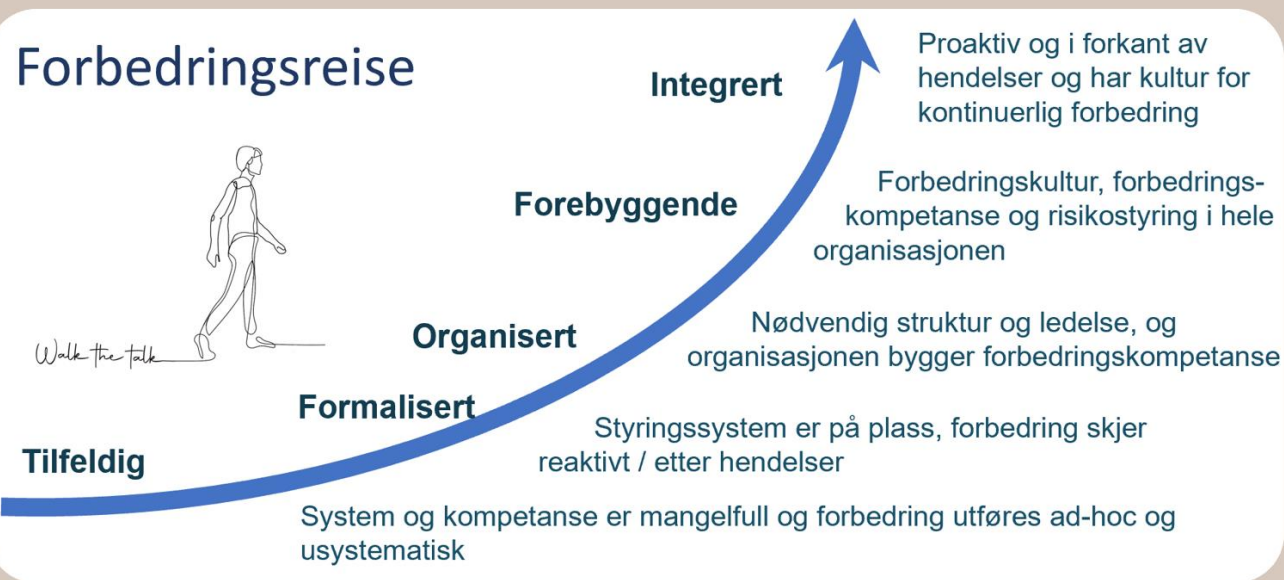 Forbedringsreise
Integrert
Proaktiv og i forkant av
hendelser og har kultur for
kontinuerlig forbedring
Forebyggende
Forbedringskultur, forbedrings-
kompetanse og risikostyring i hele
organisasjonen
Organisert
Nødvendig struktur og ledelse, og
organisasjonen bygger forbedringskompetanse
Walk the talk
Formalisert
Styringssystem er på plass, forbedring skjer
reaktivt / etter hendelser
Tilfeldig
System og kompetanse er mangelfull og forbedring utføres ad-hoc og
usystematisk